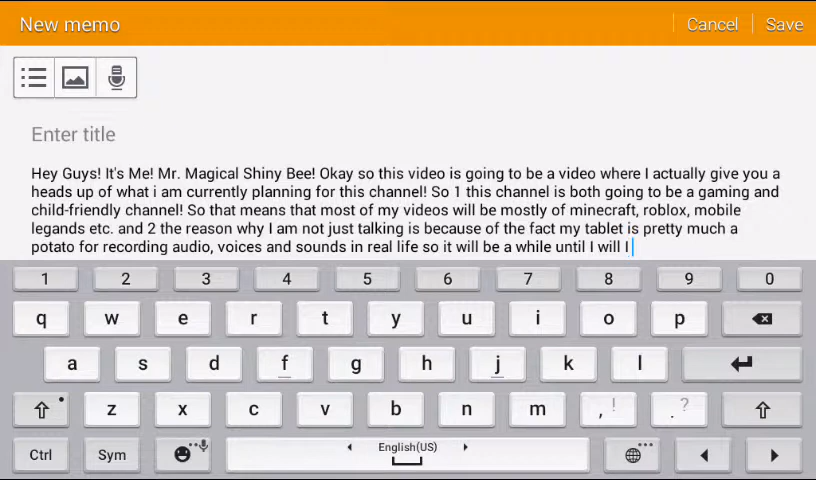 New memo Cancel Save
Enter title
Hey Guys! It's Me! Mr. Magical Shiny Bee! Okay so this video is going to be a video where I actually give you a
heads up of what i am currently planning for this channel! So 1 this channel is both going to be a gaming and
child-friendly channel! So that means that most of my videos will be mostly of minecraft, roblox, mobile
legands etc. and 2 the reason why I am not just talking is because of the fact my tablet is pretty much a
potato for recording audio, voices and sounds in real life so it will be a while until I will I
1 2 3 4 5 6 7 8 9 0
q w e r t y u i o p
a s d f g h j k l
z x c v b n m , ! . ?
Ctrl Sym English(US)